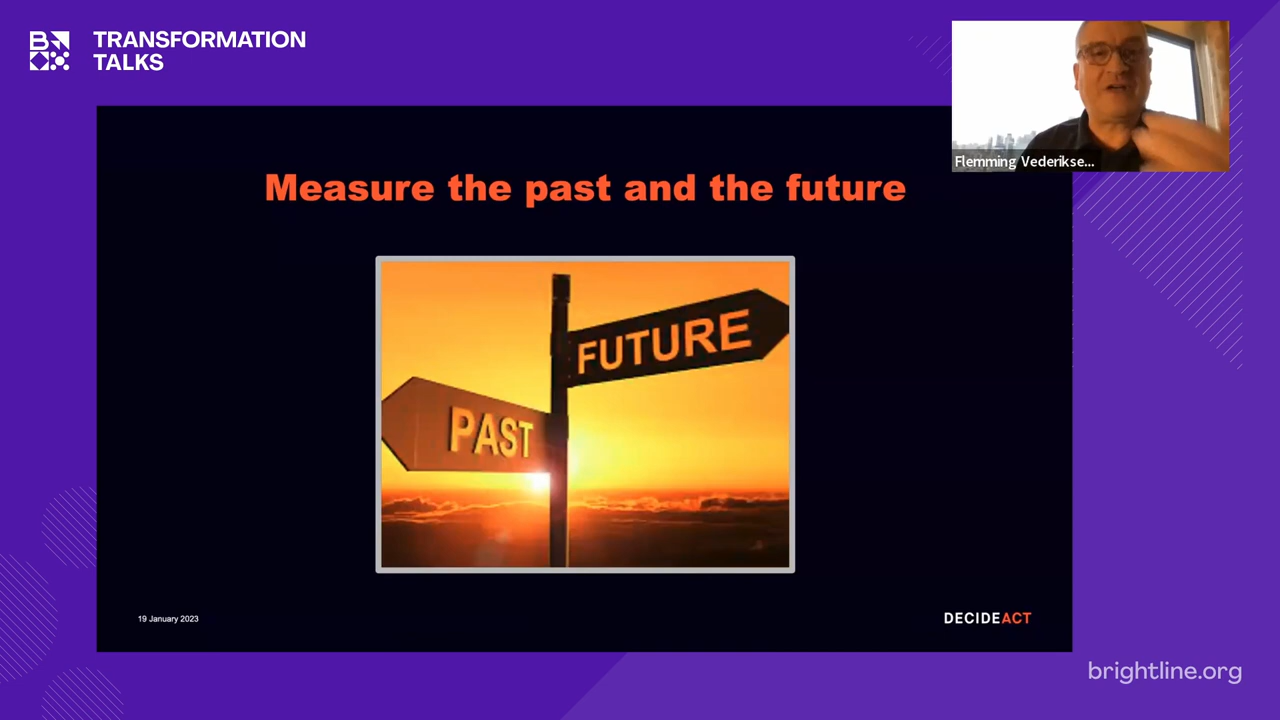 TRANSFORMATION
TALKS
Flemming Vederikse...
Measure the past and the future
FUTURE
PAST
19 January 2023
DECIDEACT
brightline.org